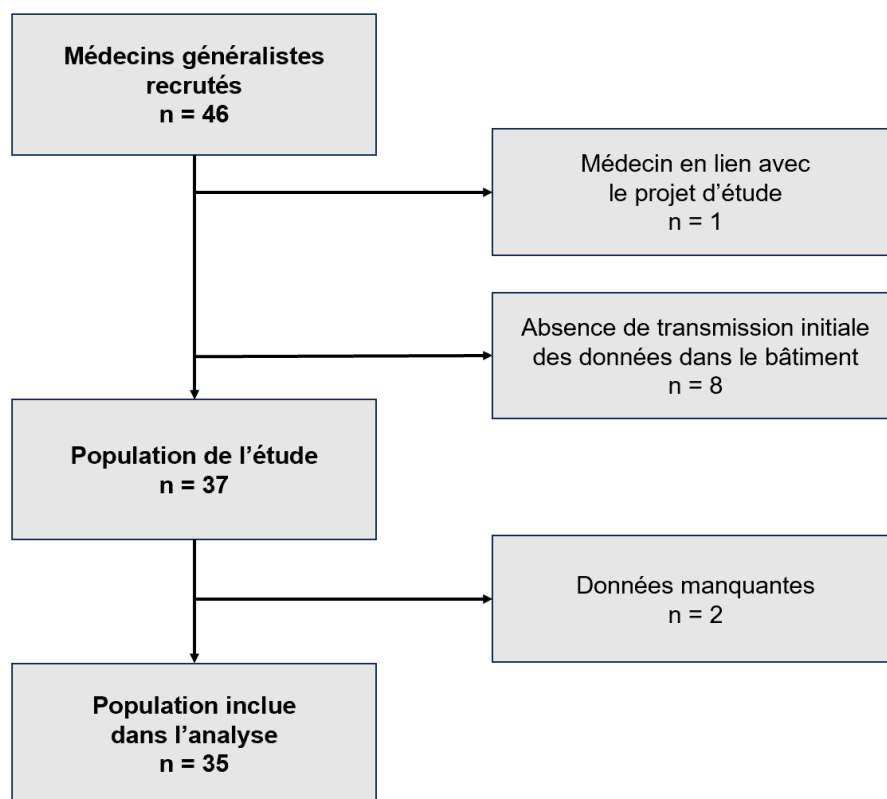 Médecins généralistes
recrutés
n = 46
Médecin en lien avec
le projet d’étude
n = 1
Absence de transmission initiale
des données dans le bâtiment
n = 8
Population de l’étude
n = 37
Données manquantes
n = 2
Population inclue
dans l’analyse
n = 35